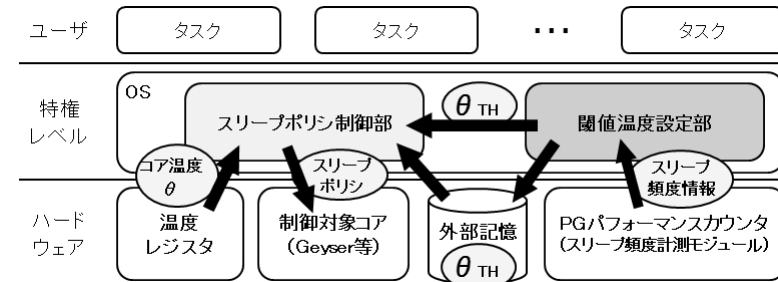 ユーザ
タスク
タスク
・・・
タスク
特権
レベル
OS
スリープポリシ制御部
θTH
閾値温度設定部
コア温度
θ
スリープ
ポリシ
スリープ
頻度情報
ハード
ウェア
温度
レジスタ
制御対象コア
(Geyser等)
外部記憶
θTH
PGパフォーマンスカウンタ
(スリープ頻度計測モジュール)